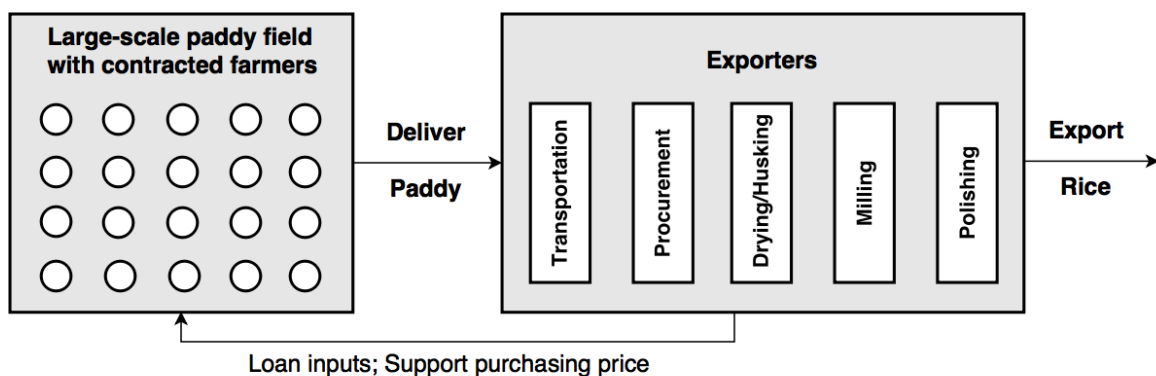 Large-scale paddy field
with contracted farmers
Deliver
Paddy
Exporters
Transportation
Procurement
Drying/Husking
Milling
Polishing
Export
Rice
Loan inputs; Support purchasing price